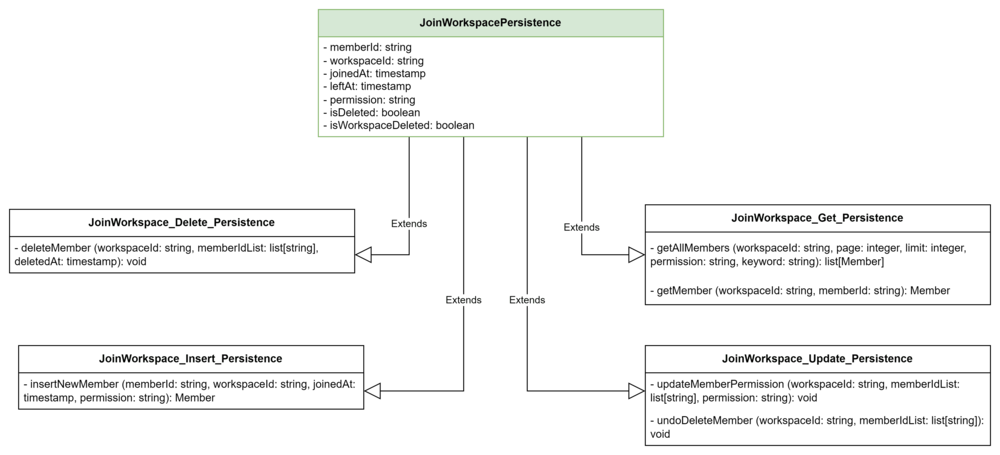 JoinWorkspacePersistence
- memberId: string
- workspaceId: string
- joinedAt: timestamp
- leftAt: timestamp
- permission: string
- isDeleted: boolean
- isWorkspaceDeleted: boolean
JoinWorkspace_Delete_Persistence
- deleteMember (workspaceId: string, memberIdList: list[string],
deletedAt: timestamp): void
Extends
Extends
JoinWorkspace_Get_Persistence
- getAllMembers (workspaceId: string, page: integer, limit: integer,
permission: string, keyword: string): list[Member]
- getMember (workspaceId: string, memberId: string): Member
Extends
Extends
JoinWorkspace_Insert_Persistence
- insertNewMember (memberId: string, workspaceId: string, joinedAt:
timestamp, permission: string): Member
JoinWorkspace_Update_Persistence
- updateMemberPermission (workspaceId: string, memberIdList:
list[string], permission: string): void
- undoDeleteMember (workspaceId: string, memberIdList: list[string]):
void